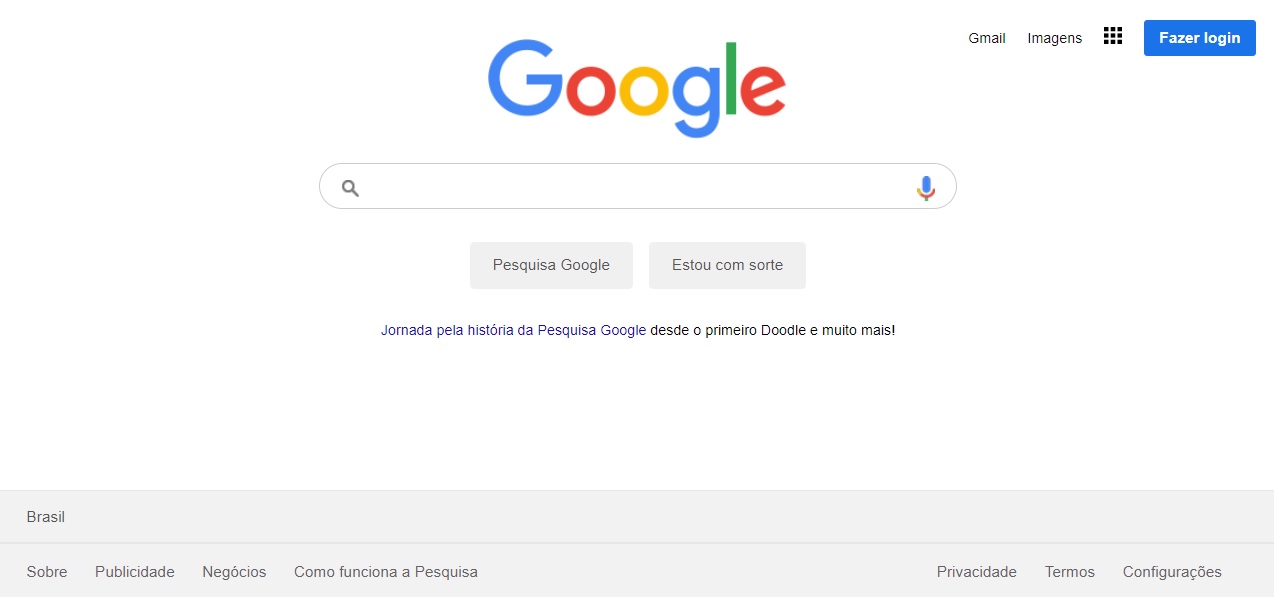 Gmail Imagens Fazer login
Google
Pesquisa Google Estou com sorte
Jornada pela história da Pesquisa Google desde o primeiro Doodle e muito mais!
Brasil
Sobre Publicidade Negócios Como funciona a Pesquisa Privacidade Termos Configurações